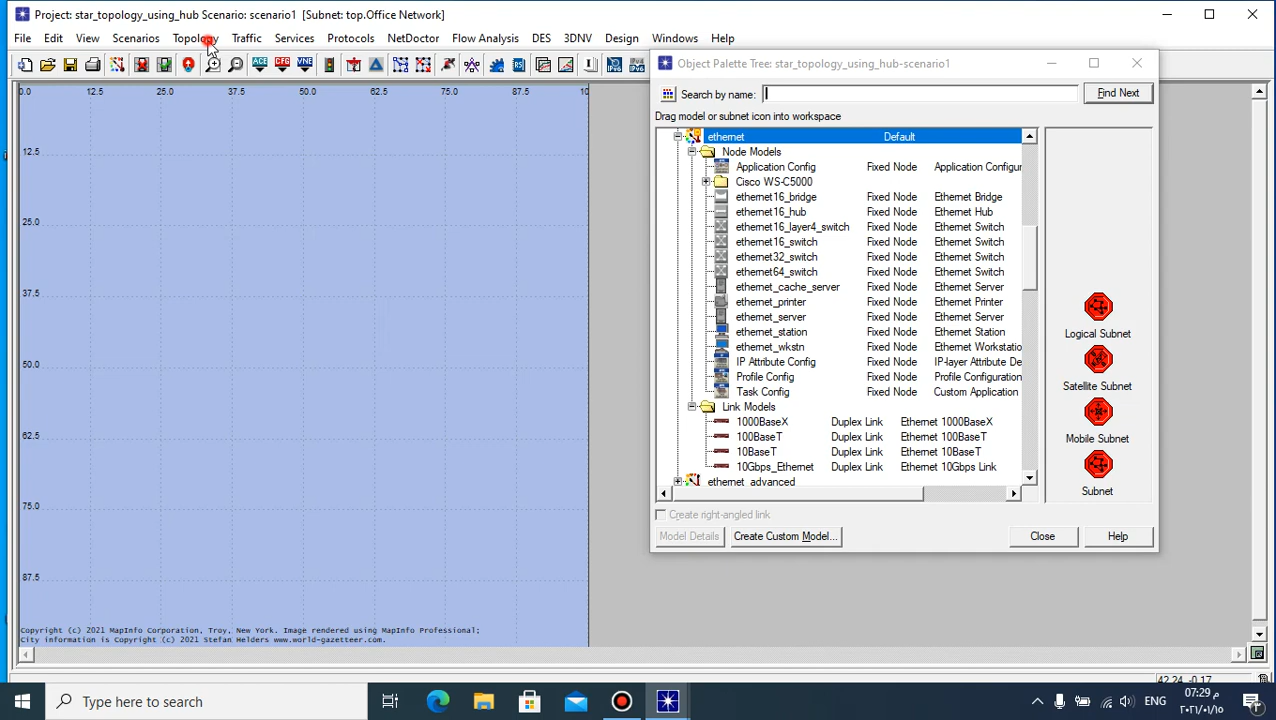 Project: star_topology_using_hub Scenario: scenario1 [Subnet: top.Office Network]
File Edit View Scenarios Topology Traffic Services Protocols NetDoctor Flow Analysis DES 3DNV Design Windows Help
Object Palette Tree: star_topology_using_hub-scenario1
Search by name: Find Next
Drag model or subnet icon into workspace
0.0 12.5 25.0 37.5 50.0 62.5 75.0 87.5 10
12.5
25.0
37.5
50.0
62.5
75.0
87.5
ethernet Default
Node Models
Application Config Fixed Node Application Configur
Cisco WS-C5000
ethernet16_bridge Fixed Node Ethernet Bridge
ethernet16_hub Fixed Node Ethernet Hub
ethernet16_layer4_switch Fixed Node Ethernet Switch
ethernet16_switch Fixed Node Ethernet Switch
ethernet32_switch Fixed Node Ethernet Switch
ethernet64_switch Fixed Node Ethernet Switch
ethernet_cache_server Fixed Node Ethernet Server
ethernet_printer Fixed Node Ethernet Printer
ethernet_server Fixed Node Ethernet Server
ethernet_station Fixed Node Ethernet Station
ethernet_wkstn Fixed Node Ethernet Workstatio
IP Attribute Config Fixed Node IP-layer Attribute De
Profile Config Fixed Node Profile Configuration
Task Config Fixed Node Custom Application
Link Models
1000BaseX Duplex Link Ethernet 1000BaseX
100BaseT Duplex Link Ethernet 100BaseT
10BaseT Duplex Link Ethernet 10BaseT
10Gbps_Ethernet Duplex Link Ethernet 10Gbps Link
ethernet_advanced
Logical Subnet
Satellite Subnet
Mobile Subnet
Subnet
Create right-angled link
Model Details Create Custom Model... Close Help
Copyright (c) 2021 MapInfo Corporation, Troy, New York. Image rendered using MapInfo Professional;
City information is Copyright (c) 2021 Stefan Helders www.world-gazetteer.com.
42.24, -0.17
Type here to search
ENG
07:29 م
٢٠٢١/٠١/١٥